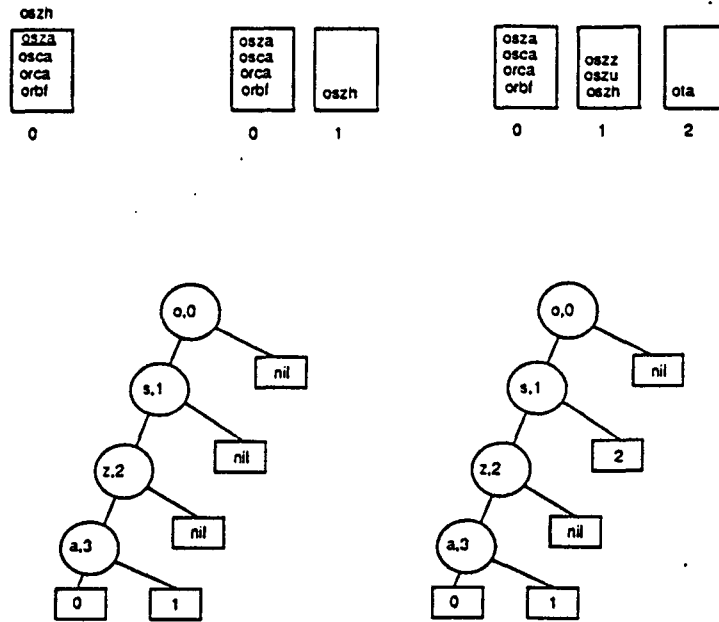 oszh
osza
osca
orca
orbf
0
osza
osca
orca
orbf
0
oszh
1
osza
osca
orca
orbf
0
oszz
oszu
oszh
1
ota
2
o,0
nil
s,1
nil
z,2
nil
a,3
0
1
o,0
nil
s,1
2
z,2
nil
a,3
0
1